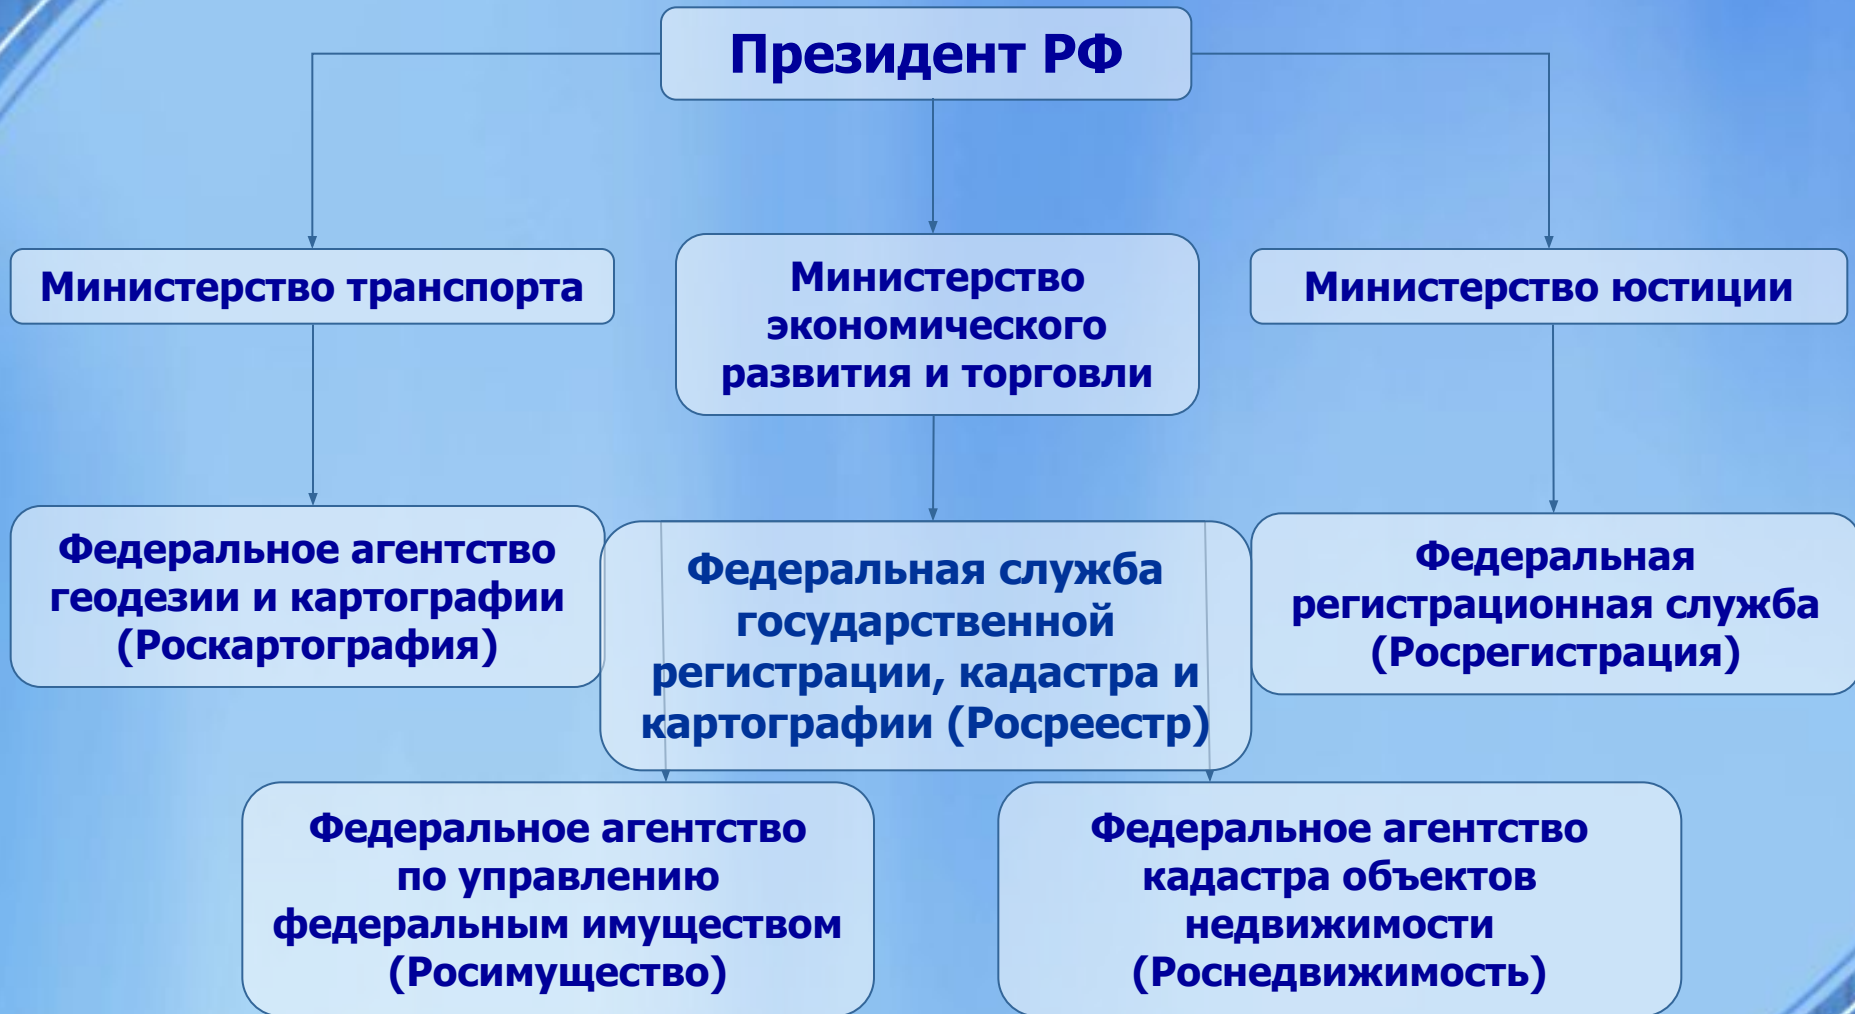 Президент РФ
Министерство транспорта
Министерство
экономического
развития и торговли
Министерство юстиции
Федеральное агентство
геодезии и картографии
(Роскартография)
Федеральная служба
государственной
регистрации, кадастра и
картографии (Росреестр)
Федеральная
регистрационная служба
(Росрегистрация)
Федеральное агентство
по управлению
федеральным имуществом
(Росимущество)
Федеральное агентство
кадастра объектов
недвижимости
(Роснедвижимость)